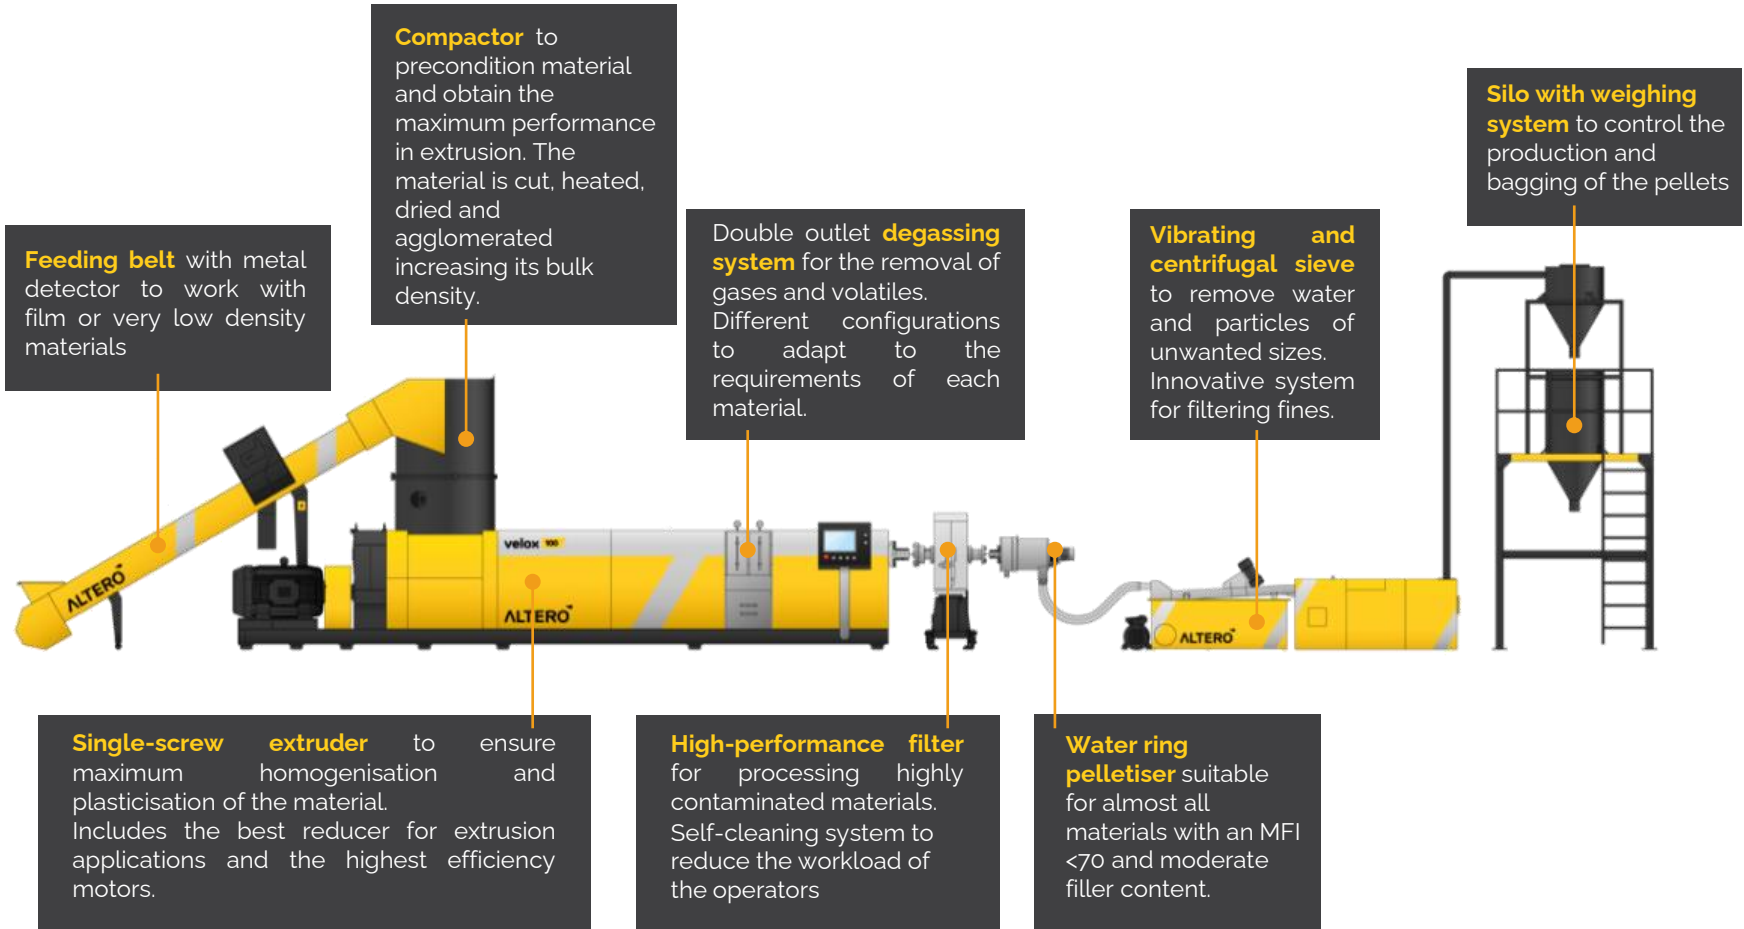 Compactor to
precondition material
and obtain the
maximum performance
in extrusion. The
material is cut, heated,
dried and
agglomerated
increasing its bulk
density.
Silo with weighing
system to control the
production and
bagging of the pellets
Feeding belt with metal
detector to work with
film or very low density
materials
Double outlet degassing
system for the removal of
gases and volatiles.
Different configurations
to adapt to the
requirements of each
material.
Vibrating and
centrifugal sieve
to remove water
and particles of
unwanted sizes.
Innovative system
for filtering fines.
velox 100
ALTERO
ALTERO
ALTERO
Single-screw extruder to ensure
maximum homogenisation and
plasticisation of the material.
Includes the best reducer for extrusion
applications and the highest efficiency
motors.
High-performance filter
for processing highly
contaminated materials.
Self-cleaning system to
reduce the workload of
the operators
Water ring
pelletiser suitable
for almost all
materials with an MFI
<70 and moderate
filler content.